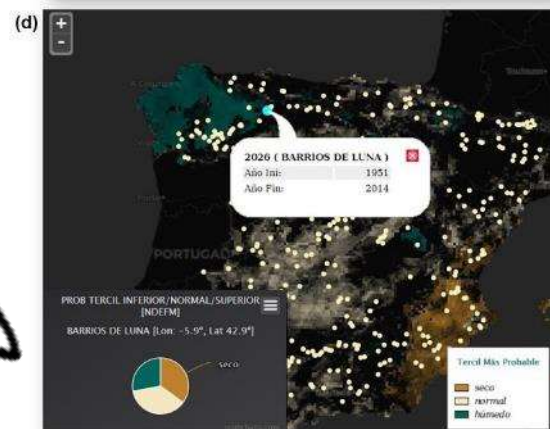 (d)
+
-
Toulouse
2026 ( BARRIOS DE LUNA )
Año Ini: 1951
Año Fin: 2014
PORTUGAL
PROB TERCIL INFERIOR/NORMAL/SUPERIOR
[NDEFM]
BARRIOS DE LUNA [Lon: -5.9°, Lat 42.9°]
seco
Tercil Más Probable
seco
normal
húmedo